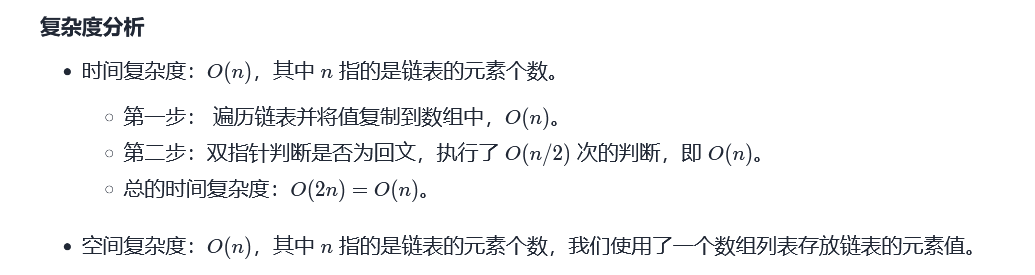 复杂度分析
• 时间复杂度：O(n)，其中 n 指的是链表的元素个数。
◦ 第一步： 遍历链表并将值复制到数组中，O(n)。
◦ 第二步：双指针判断是否为回文，执行了 O(n/2) 次的判断，即 O(n)。
◦ 总的时间复杂度：O(2n) = O(n)。
• 空间复杂度：O(n)，其中 n 指的是链表的元素个数，我们使用了一个数组列表存放链表的元素值。